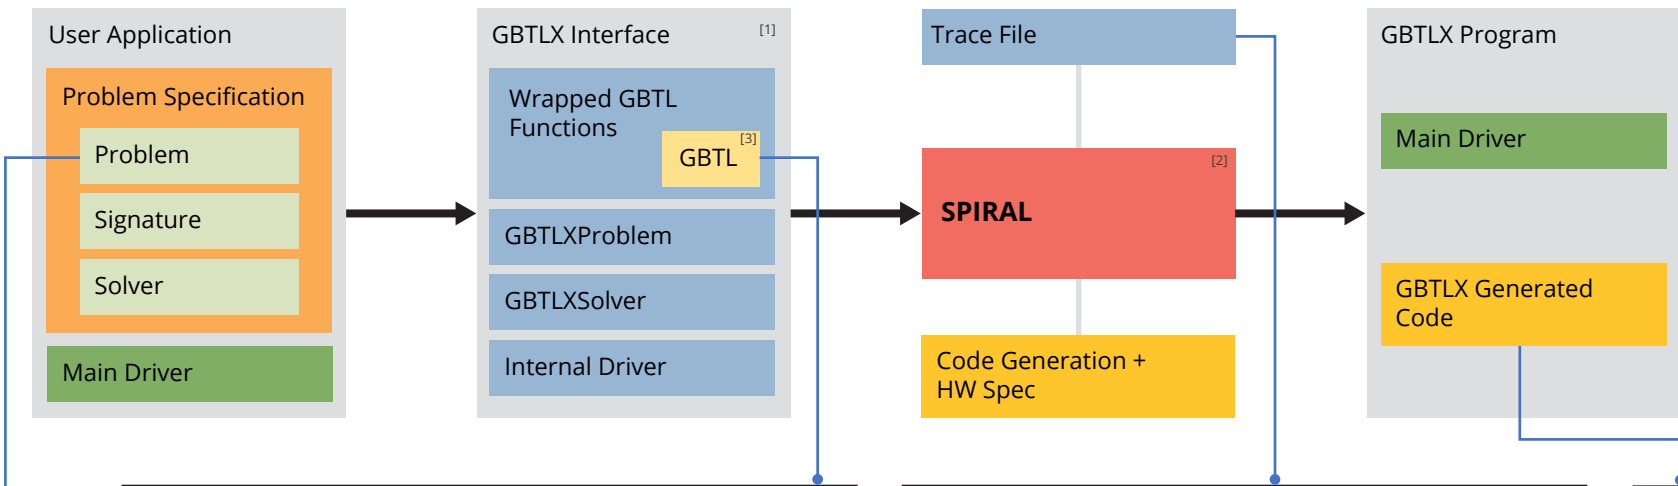 User Application
Problem Specification
Problem
Signature
Solver
Main Driver
GBTLX Interface [1]
Wrapped GBTL
Functions
GBTL [3]
GBTLXProblem
GBTLXSolver
Internal Driver
Trace File
SPIRAL [2]
Code Generation +
HW Spec
GBTLX Program
Main Driver
GBTLX Generated
Code